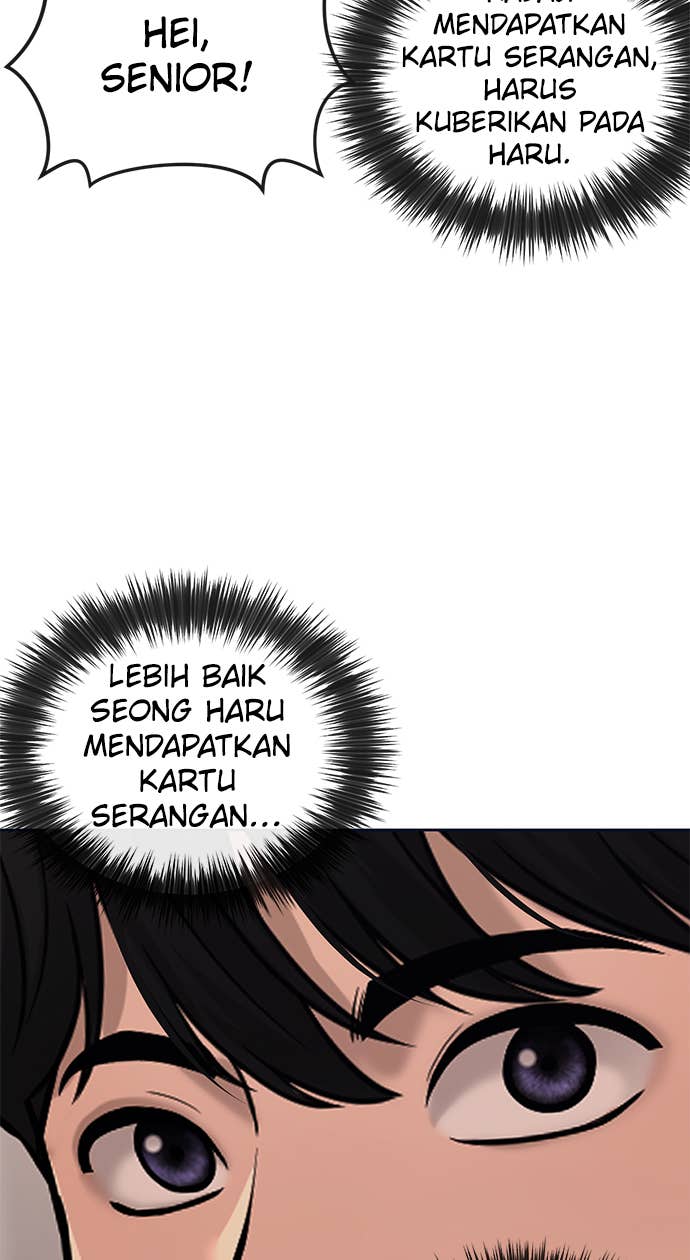 HEI,
SENIOR!
MENDAPATKAN
KARTU SERANGAN,
HARUS
KUBERIKAN PADA
HARU.
LEBIH BAIK
SEONG HARU
MENDAPATKAN
KARTU
SERANGAN...